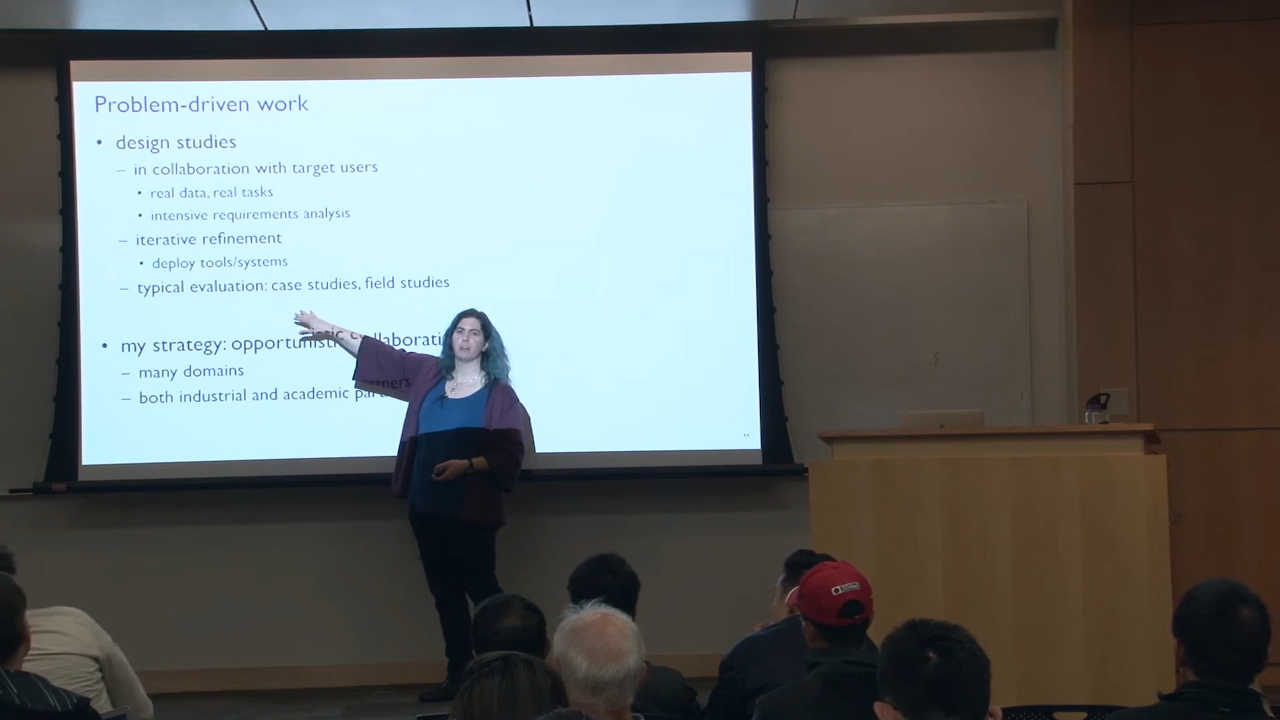 Problem-driven work
• design studies
– in collaboration with target users
• real data, real tasks
• intensive requirements analysis
– iterative refinement
• deploy tools/systems
– typical evaluation: case studies, field studies
• my strategy: opportunistic
– many domains
– both industrial and academic